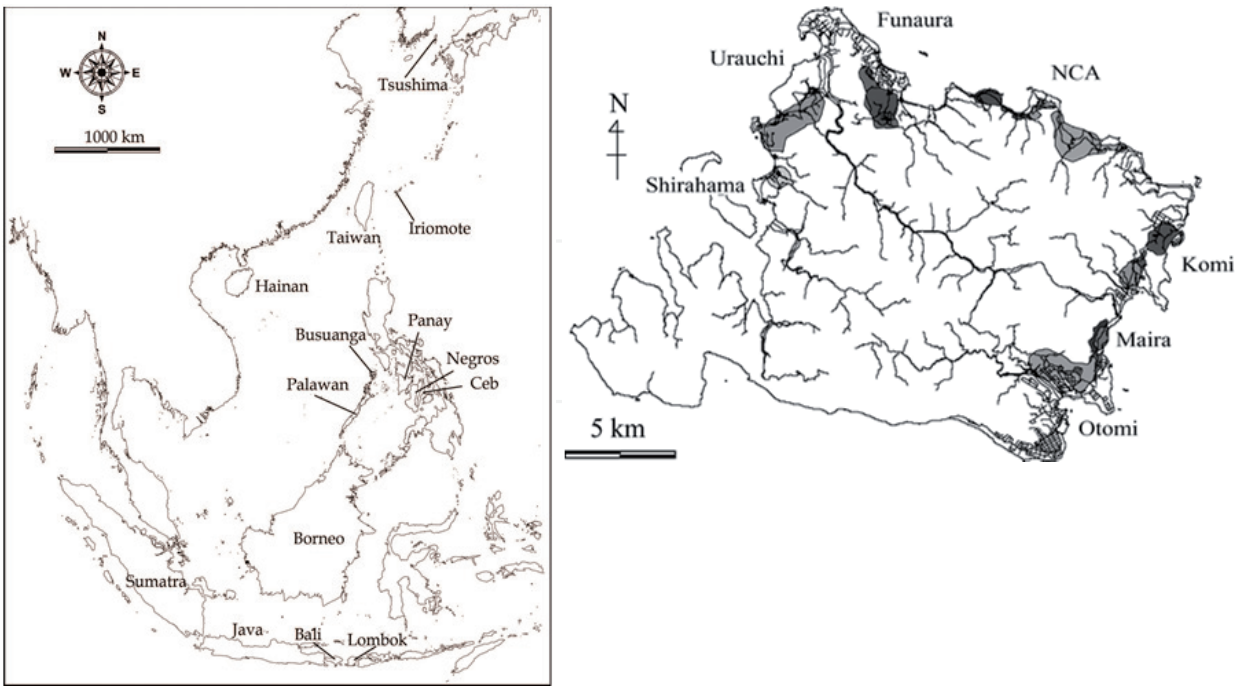 N
W E
S
1000 km
Tsushima
Iriomote
Taiwan
Hainan
Busuanga
Panay
Negros
Ceb
Palawan
Borneo
Sumatra
Java
Bali
Lombok
Funaura
Urauchi
NCA
N
Shirahama
Komi
Maira
Otomi
5 km